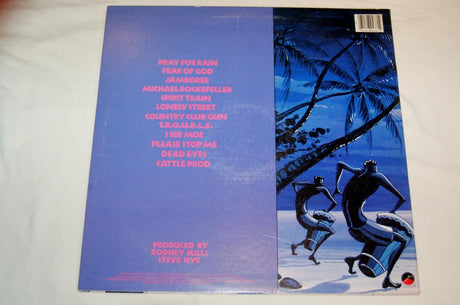 PRAY FOR RAIN
FEAR OF GOD
JAMBOREE
MICHAEL ROCKEFELLER
SPIRIT TRAIN
LONELY STREET
COUNTRY CLUB GUN
T.R.O.U.B.L.E.
I SEE MOE
PLEASE STOP ME
DEAD EYES
CATTLE PROD
PRODUCED BY
RODNEY MILLS
STEVE NYE